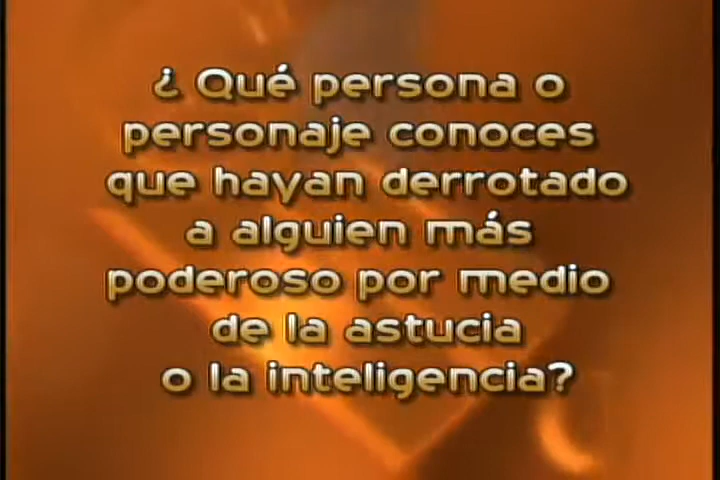 ¿ Qué persona o
personaje conoces
que hayan derrotado
a alguien más
poderoso por medio
de la astucia
o la inteligencia?